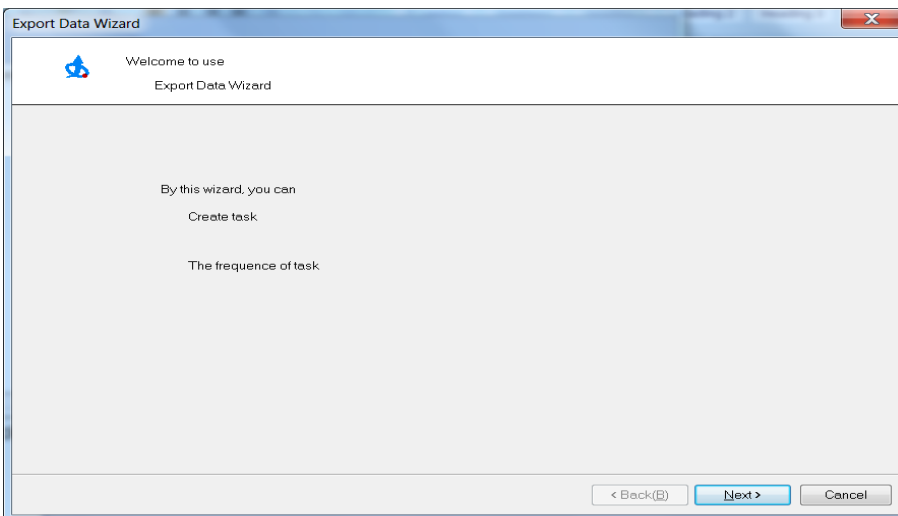 Export Data Wizard
Welcome to use
Export Data Wizard
By this wizard, you can
Create task
The frequence of task
< Back(B)
Next >
Cancel